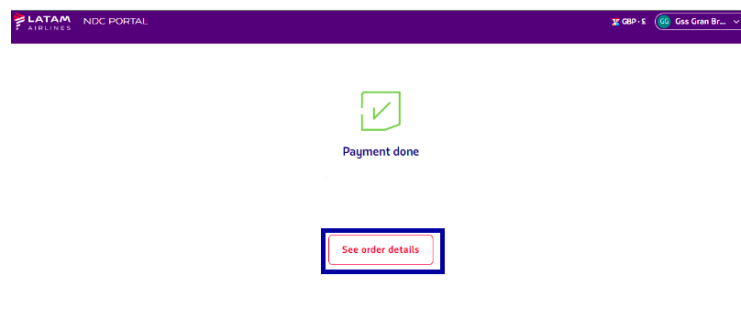 LATAM AIRLINES NDC PORTAL GBP - £ GG Gss Gran Br...
Payment done
See order details